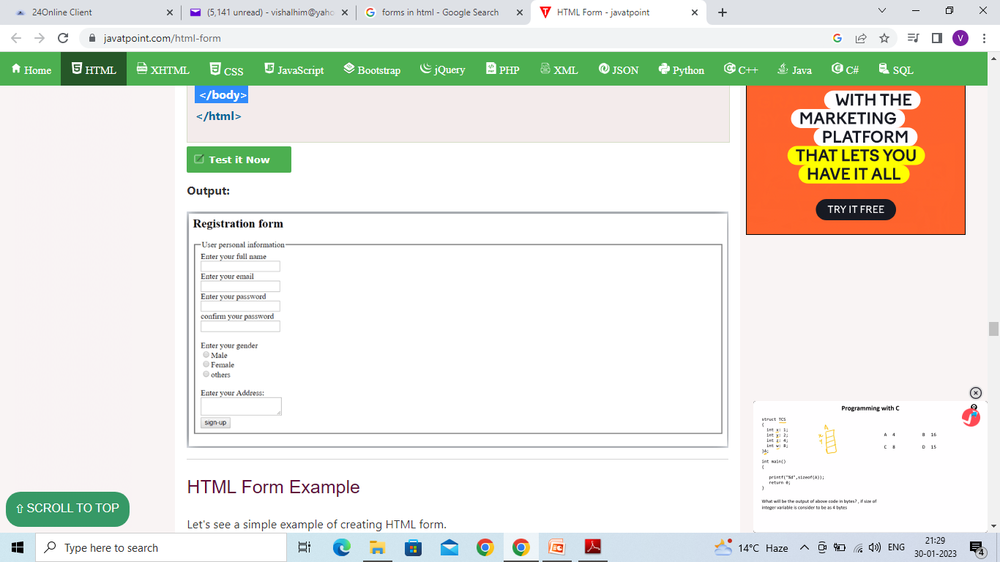 24Online Client
(5,141 unread) - vishalhim@yaho
forms in html - Google Search
HTML Form - javatpoint
javatpoint.com/html-form
V
Home
HTML
XHTML
CSS
JavaScript
Bootstrap
jQuery
PHP
XML
JSON
Python
C++
Java
C#
SQL
</body>
</html>
Test it Now
Output:
Registration form
User personal information
Enter your full name
Enter your email
Enter your password
confirm your password
Enter your gender
Male
Female
others
Enter your Address:
sign-up
HTML Form Example
Let's see a simple example of creating HTML form.
SCROLL TO TOP
WITH THE
MARKETING
PLATFORM
THAT LETS YOU
HAVE IT ALL
TRY IT FREE
Programming with C
struct TCS
{
int x: 1;
int y: 2;
int z: 4;
int w: 8;
}A;
int main()
{
printf("%d",sizeof(A));
return 0;
}
A
x
y
A 4 B 16
C 8 D 15
What will be the output of above code in bytes? , if size of
integer variable is consider to be as 4 bytes
Type here to search
14°C Haze
ENG
21:29
30-01-2023
4